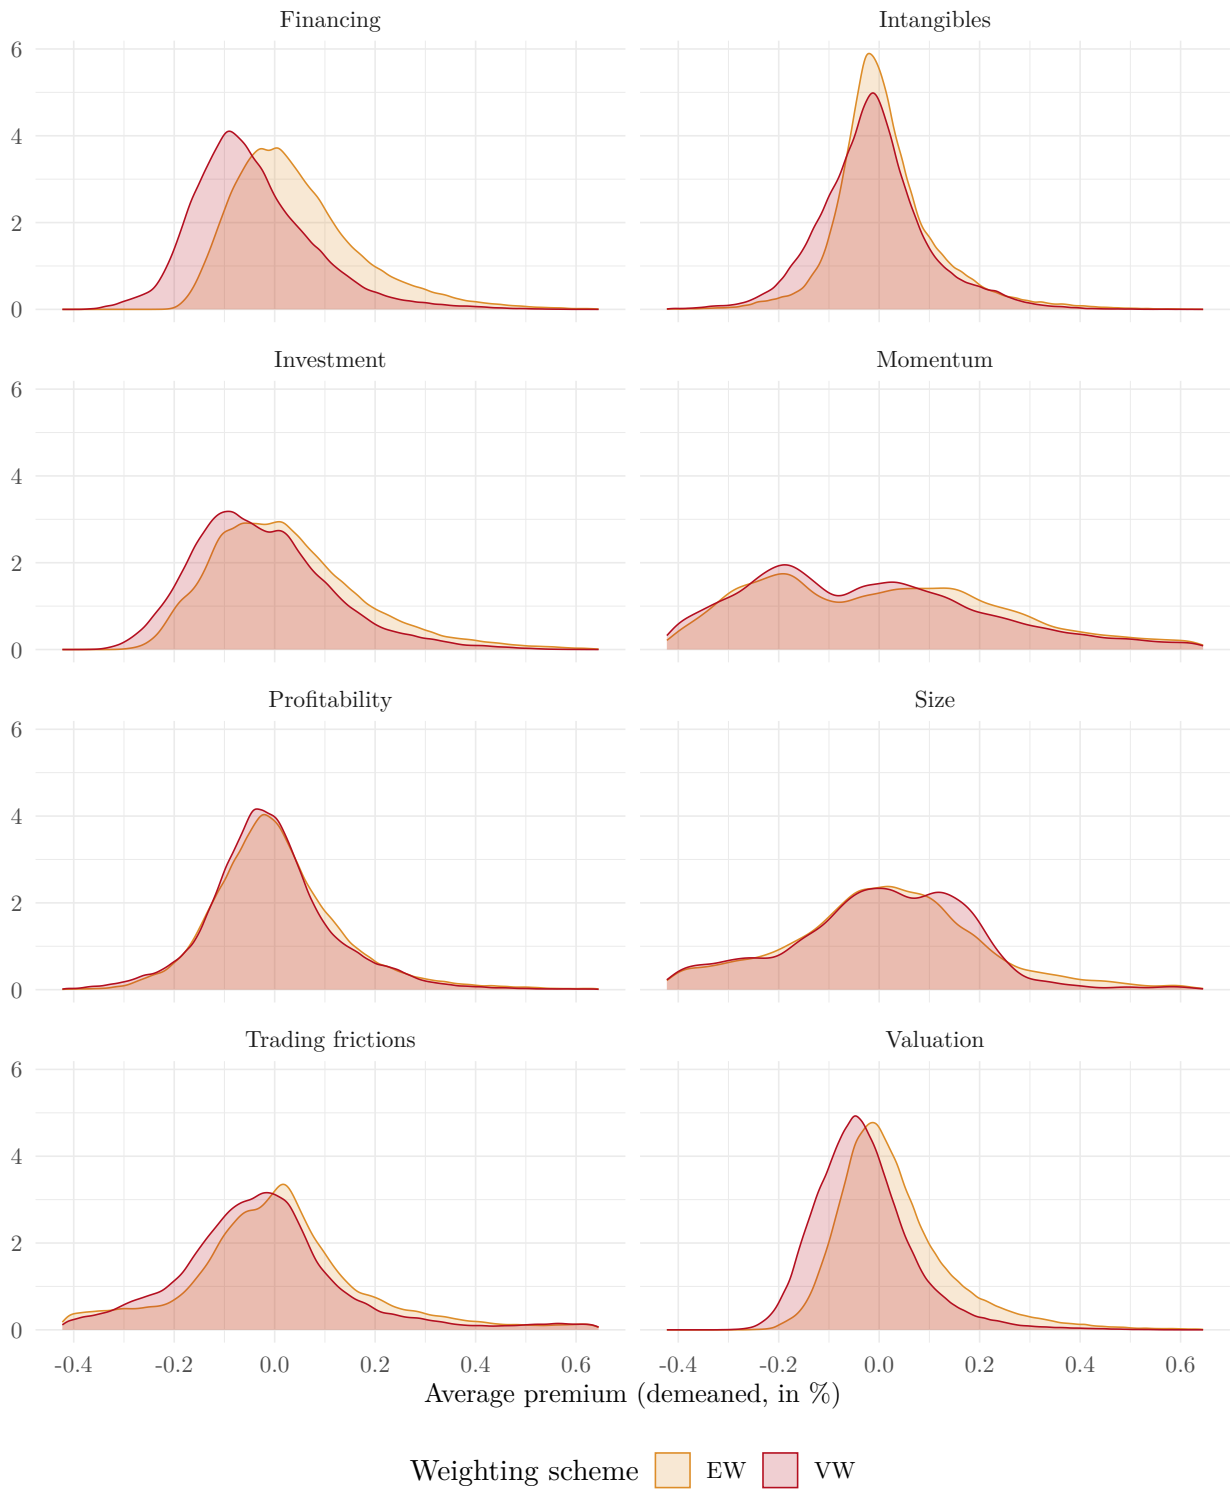 Financing
Intangibles
6
4
2
0
Investment
Momentum
6
4
2
0
Profitability
Size
6
4
2
0
Trading frictions
Valuation
6
4
2
0
-0.4 -0.2 0.0 0.2 0.4 0.6
-0.4 -0.2 0.0 0.2 0.4 0.6
Average premium (demeaned, in %)
Weighting scheme EW VW